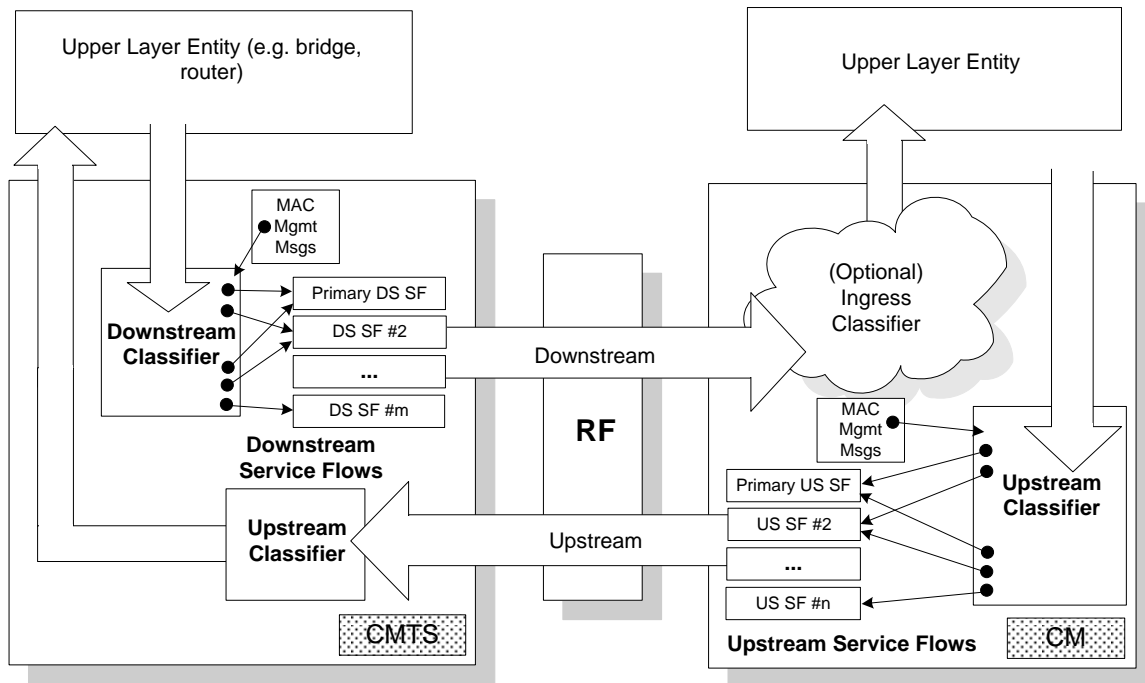 Upper Layer Entity (e.g. bridge,
router)
Upper Layer Entity
MAC
Mgmt
Msgs
Downstream
Classifier
Primary DS SF
DS SF #2
...
DS SF #m
Downstream
Service Flows
Downstream
RF
(Optional)
Ingress
Classifier
MAC
Mgmt
Msgs
Upstream
Classifier
Primary US SF
US SF #2
...
US SF #n
Upstream Service Flows
Upstream
Upstream
Classifier
CMTS
CM